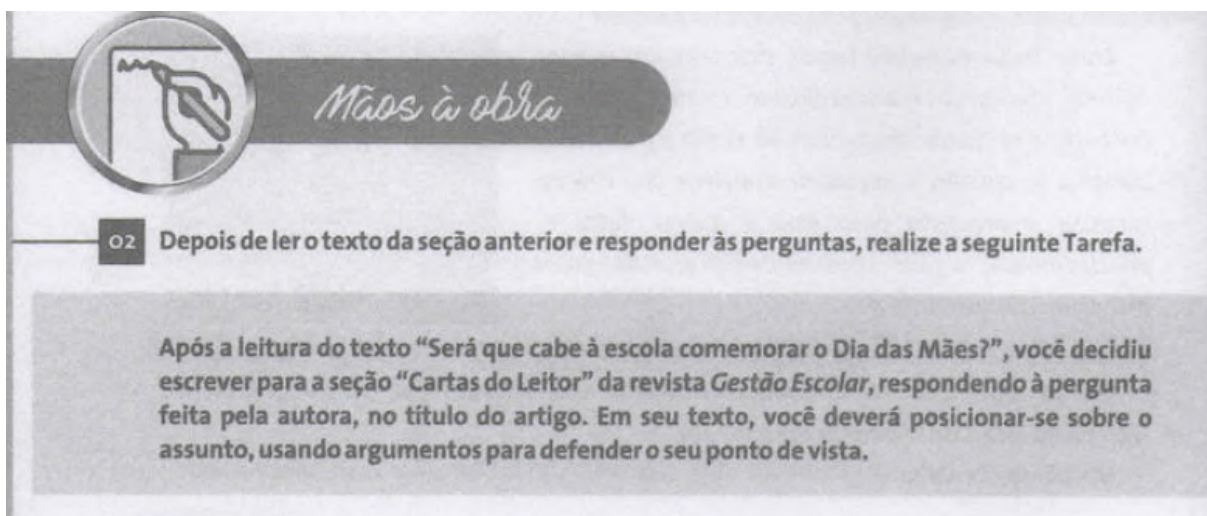 Mãos à obra
02 Depois de ler o texto da seção anterior e responder às perguntas, realize a seguinte Tarefa.
Após a leitura do texto “Será que cabe à escola comemorar o Dia das Mães?”, você decidiu
escrever para a seção “Cartas do Leitor” da revista Gestão Escolar, respondendo à pergunta
feita pela autora, no título do artigo. Em seu texto, você deverá posicionar-se sobre o
assunto, usando argumentos para defender o seu ponto de vista.